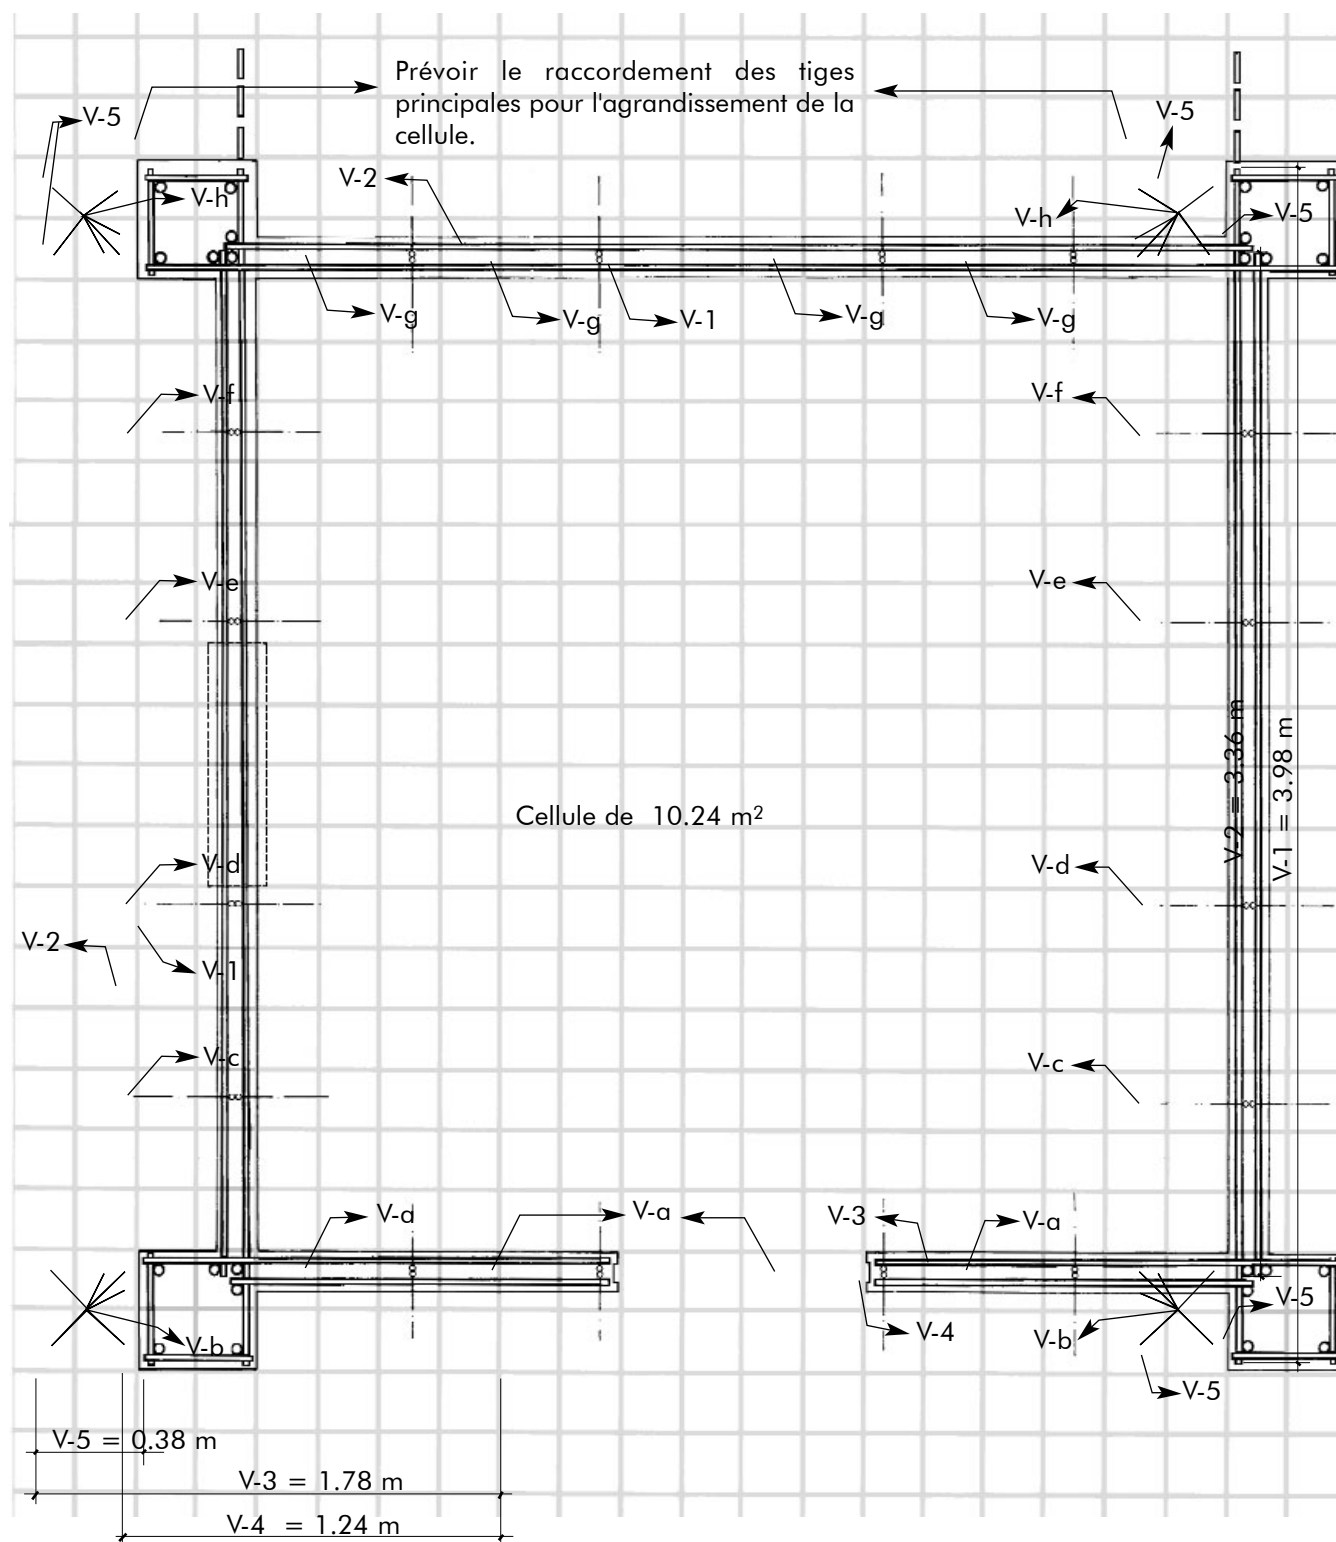 Prévoir le raccordement des tiges
principales pour l'agrandissement de la
cellule.
V-5
V-5
V-2
V-h
V-h
V-5
V-g
V-g
V-1
V-g
V-g
V-f
V-f
V-e
V-e
V-2 = 3.36 m
V-1 = 3.98 m
Cellule de 10.24 m²
V-d
V-d
V-2
V-1
V-c
V-c
V-a
V-a
V-3
V-a
V-5
V-b
V-4
V-b
V-5
V-5 = 0.38 m
V-3 = 1.78 m
V-4 = 1.24 m